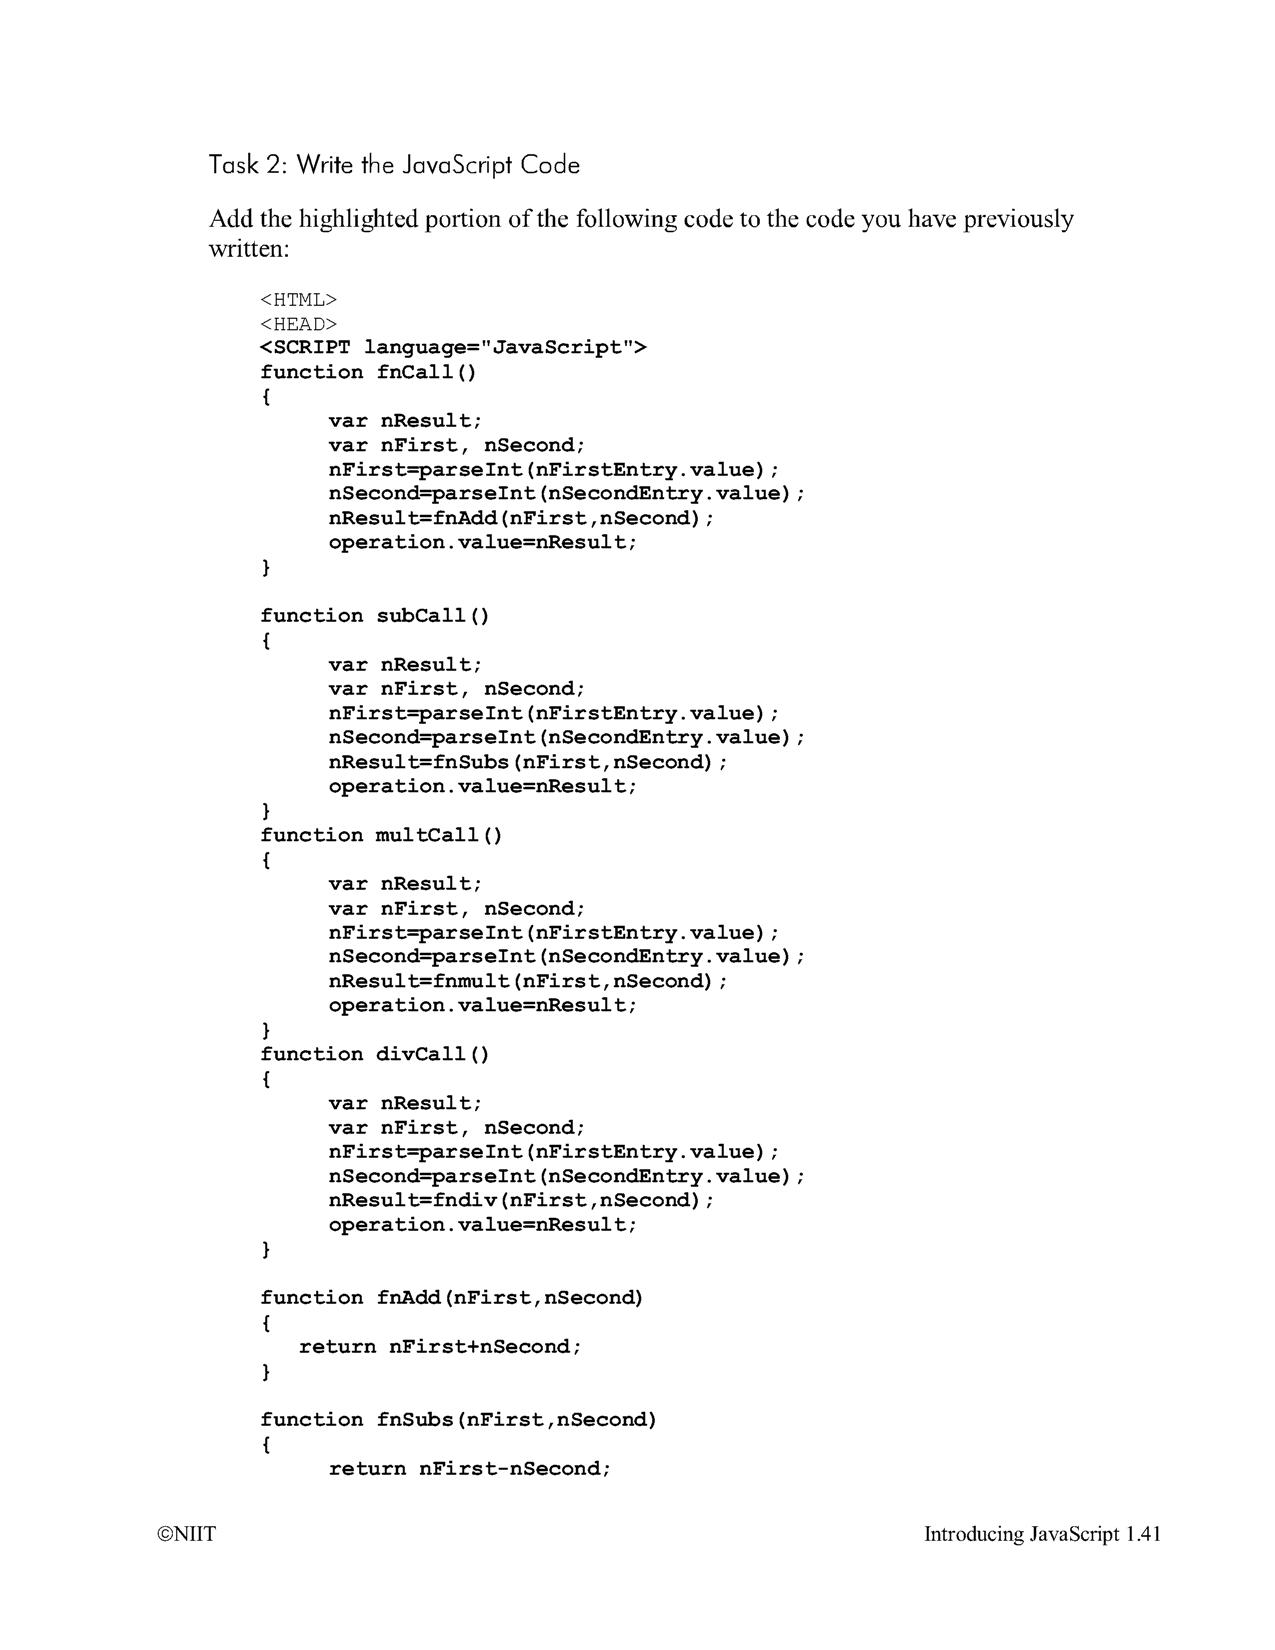 Task 2: Write the JavaScript Code
Add the highlighted portion of the following code to the code you have previously
written:
<HTML>
<HEAD>
<SCRIPT language="JavaScript">
function fnCall()
{
var nResult;
var nFirst, nSecond;
nFirst=parseInt(nFirstEntry.value);
nSecond=parseInt(nSecondEntry.value);
nResult=fnAdd(nFirst,nSecond);
operation.value=nResult;
}
function subCall()
{
var nResult;
var nFirst, nSecond;
nFirst=parseInt(nFirstEntry.value);
nSecond=parseInt(nSecondEntry.value);
nResult=fnSubs(nFirst,nSecond);
operation.value=nResult;
}
function multCall()
{
var nResult;
var nFirst, nSecond;
nFirst=parseInt(nFirstEntry.value);
nSecond=parseInt(nSecondEntry.value);
nResult=fnmult(nFirst,nSecond);
operation.value=nResult;
}
function divCall()
{
var nResult;
var nFirst, nSecond;
nFirst=parseInt(nFirstEntry.value);
nSecond=parseInt(nSecondEntry.value);
nResult=fndiv(nFirst,nSecond);
operation.value=nResult;
}
function fnAdd(nFirst,nSecond)
{
return nFirst+nSecond;
}
function fnSubs(nFirst,nSecond)
{
return nFirst-nSecond;
©NIIT
Introducing JavaScript 1.41